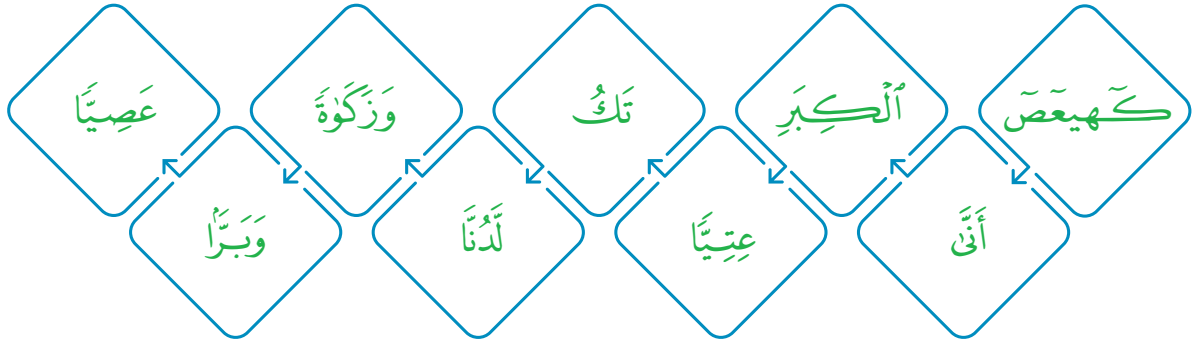 كٓهيعٓصٓ
أَنَّىٰ
ٱلۡكِبَرِ
عِتِيّٗا
تَكُ
لَّدُنَّا
وَزَكَوٰةٗ
وَبَرَّۢا
عَصِيّٗا